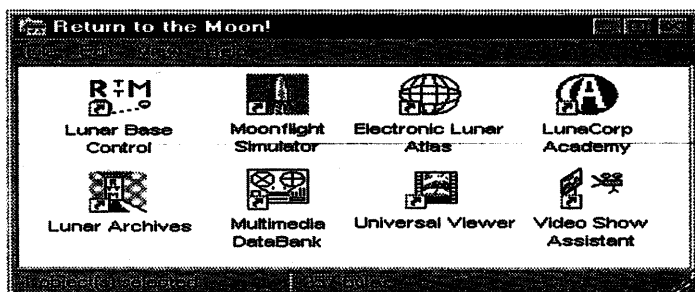 Return to the Moon!
RTM
Lunar Base Control
Moonflight Simulator
Electronic Lunar Atlas
LunaCorp Academy
Lunar Archives
Multimedia DataBank
Universal Viewer
Video Show Assistant